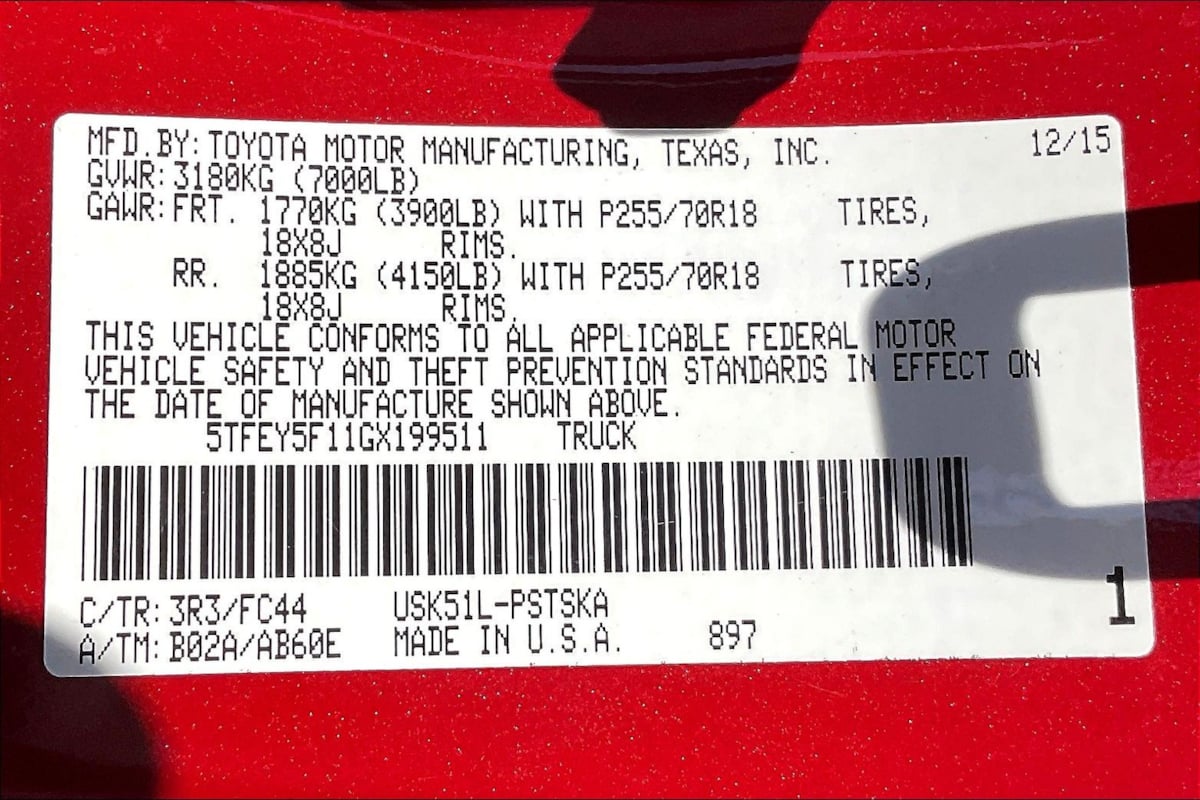 MFD.BY: TOYOTA MOTOR MANUFACTURING, TEXAS, INC. 12/15
GVWR: 3180KG (7000LB)
GAWR: FRT. 1770KG (3900LB) WITH P255/70R18 TIRES,
18X8J RIMS.
RR. 1885KG (4150LB) WITH P255/70R18 TIRES,
18X8J RIMS.
THIS VEHICLE CONFORMS TO ALL APPLICABLE FEDERAL MOTOR
VEHICLE SAFETY AND THEFT PREVENTION STANDARDS IN EFFECT ON
THE DATE OF MANUFACTURE SHOWN ABOVE.
5TFEY5F11GX199511 TRUCK
C/TR: 3R3/FC44 USK51L-PSTSKA
A/TM: B02A/AB60E MADE IN U.S.A. 897
1